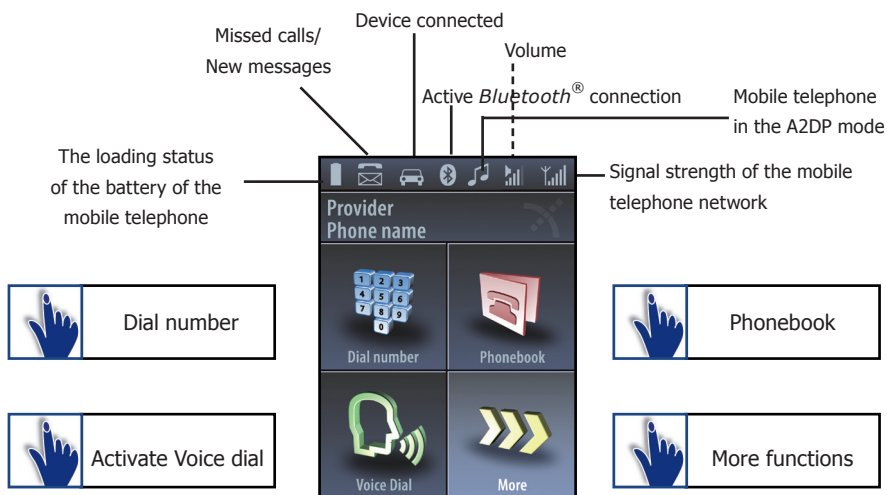 Device connected
Missed calls/
New messages
Volume
Active Bluetooth® connection
Mobile telephone
in the A2DP mode
The loading status
of the battery of the
mobile telephone
Signal strength of the mobile
telephone network
Provider
Phone name
Dial number
1 2 3
4 5 6
7 8 9
0
Dial number
Phonebook
Phonebook
Activate Voice dial
Voice Dial
More
More functions